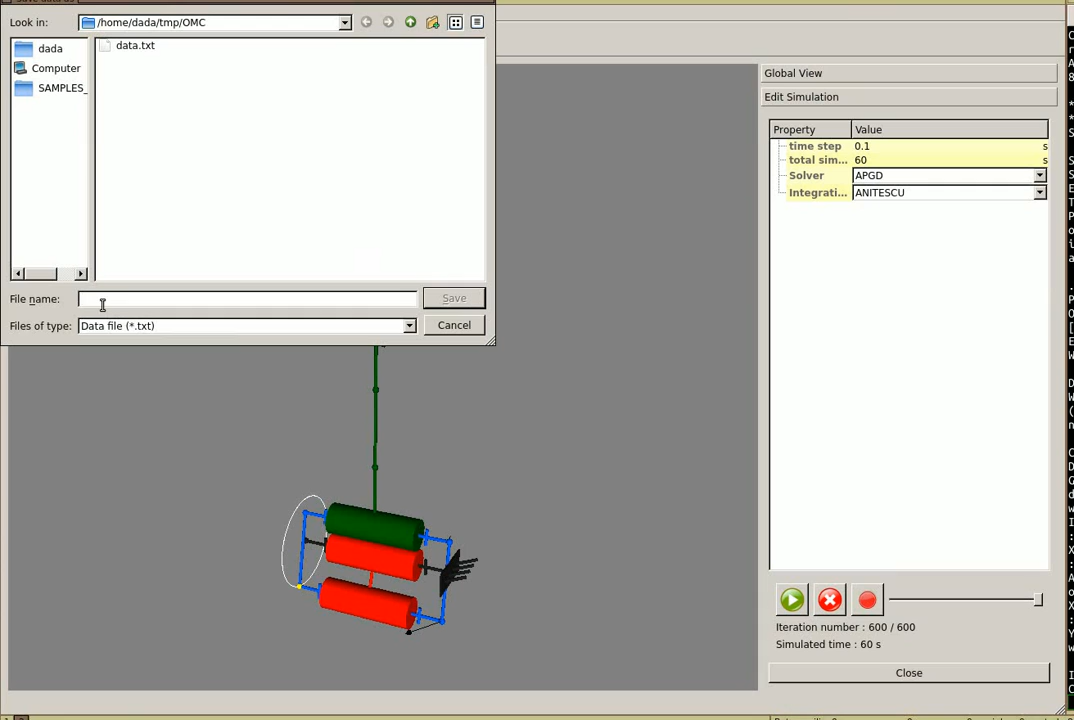 Look in: /home/dada/tmp/OMC
dada
Computer
SAMPLES_
data.txt
File name: Save
Files of type: Data file (*.txt) Cancel
Global View
Edit Simulation
Property Value
time step 0.1 s
total sim... 60 s
Solver APGD
Integrati... ANITESCU
Iteration number : 600 / 600
Simulated time : 60 s
Close